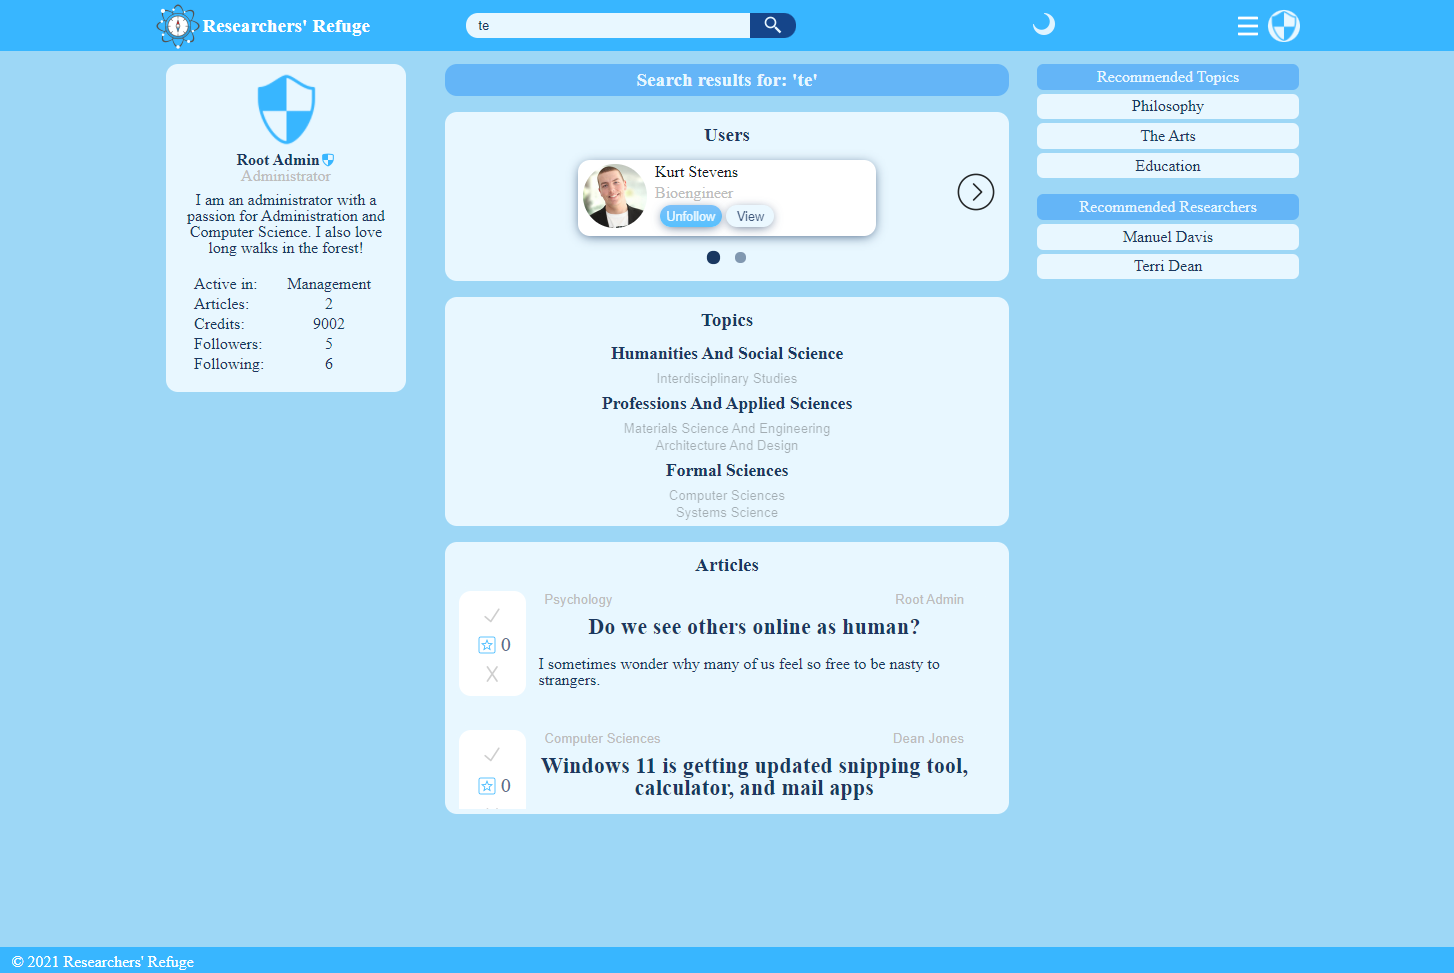 Researchers' Refuge
te
Root Admin
Administrator
I am an administrator with a
passion for Administration and
Computer Science. I also love
long walks in the forest!
Active in: Management
Articles: 2
Credits: 9002
Followers: 5
Following: 6
Search results for: 'te'
Users
Kurt Stevens
Bioengineer
Unfollow View
Topics
Humanities And Social Science
Interdisciplinary Studies
Professions And Applied Sciences
Materials Science And Engineering
Architecture And Design
Formal Sciences
Computer Sciences
Systems Science
Articles
Psychology Root Admin
Do we see others online as human?
0
I sometimes wonder why many of us feel so free to be nasty to
strangers.
Computer Sciences Dean Jones
Windows 11 is getting updated snipping tool,
calculator, and mail apps
0
Recommended Topics
Philosophy
The Arts
Education
Recommended Researchers
Manuel Davis
Terri Dean
© 2021 Researchers' Refuge